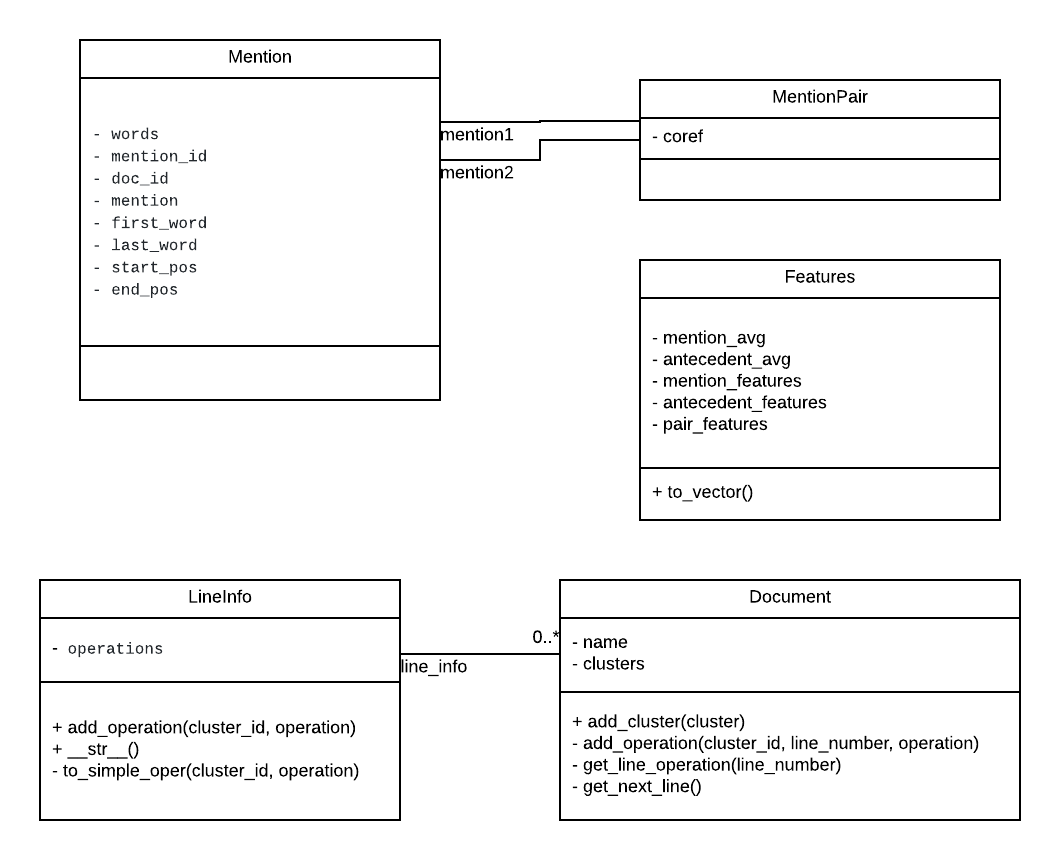 Mention
- words
- mention_id
- doc_id
- mention
- first_word
- last_word
- start_pos
- end_pos
mention1
mention2
MentionPair
- coref
Features
- mention_avg
- antecedent_avg
- mention_features
- antecedent_features
- pair_features
+ to_vector()
LineInfo
- operations
+ add_operation(cluster_id, operation)
+ __str__()
- to_simple_oper(cluster_id, operation)
0..*
line_info
Document
- name
- clusters
+ add_cluster(cluster)
- add_operation(cluster_id, line_number, operation)
- get_line_operation(line_number)
- get_next_line()